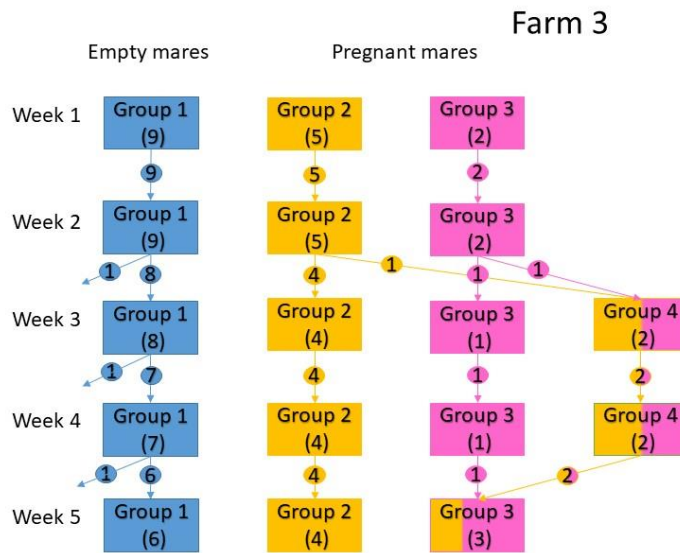 Farm 3
Empty mares
Pregnant mares
Week 1
Group 1
(9)
Group 2
(5)
Group 3
(2)
9
5
2
Week 2
Group 1
(9)
Group 2
(5)
Group 3
(2)
1
8
4
1
1
1
Week 3
Group 1
(8)
Group 2
(4)
Group 3
(1)
Group 4
(2)
1
7
4
1
2
Week 4
Group 1
(7)
Group 2
(4)
Group 3
(1)
Group 4
(2)
1
6
4
1
2
Week 5
Group 1
(6)
Group 2
(4)
Group 3
(3)